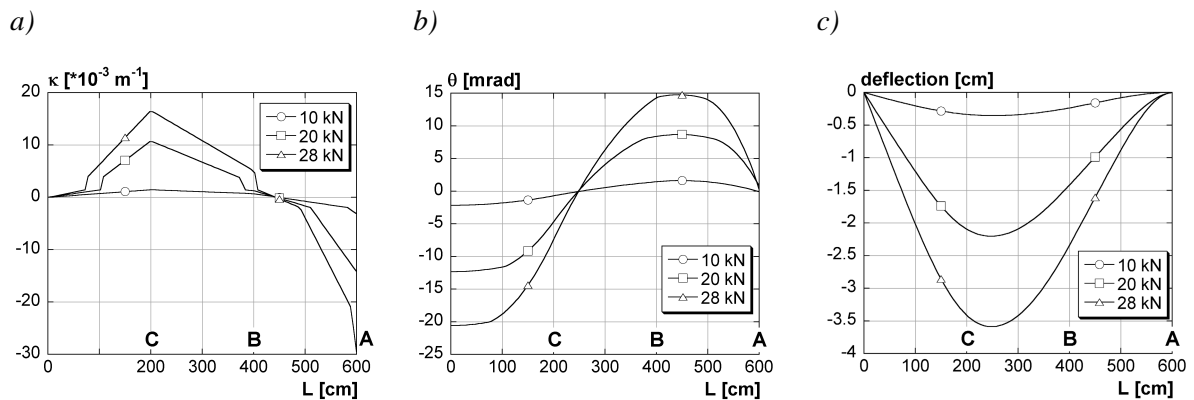 a)
κ [*10-3 m-1]
20
10
0
-10
-20
-30
10 kN
20 kN
28 kN
C
B
A
0
100
200
300
400
500
600
L [cm]
b)
θ [mrad]
15
10
5
0
-5
-10
-15
-20
-25
10 kN
20 kN
28 kN
C
B
A
0
100
200
300
400
500
600
L [cm]
c)
deflection [cm]
0
-0.5
-1
-1.5
-2
-2.5
-3
-3.5
-4
10 kN
20 kN
28 kN
C
B
A
0
100
200
300
400
500
600
L [cm]